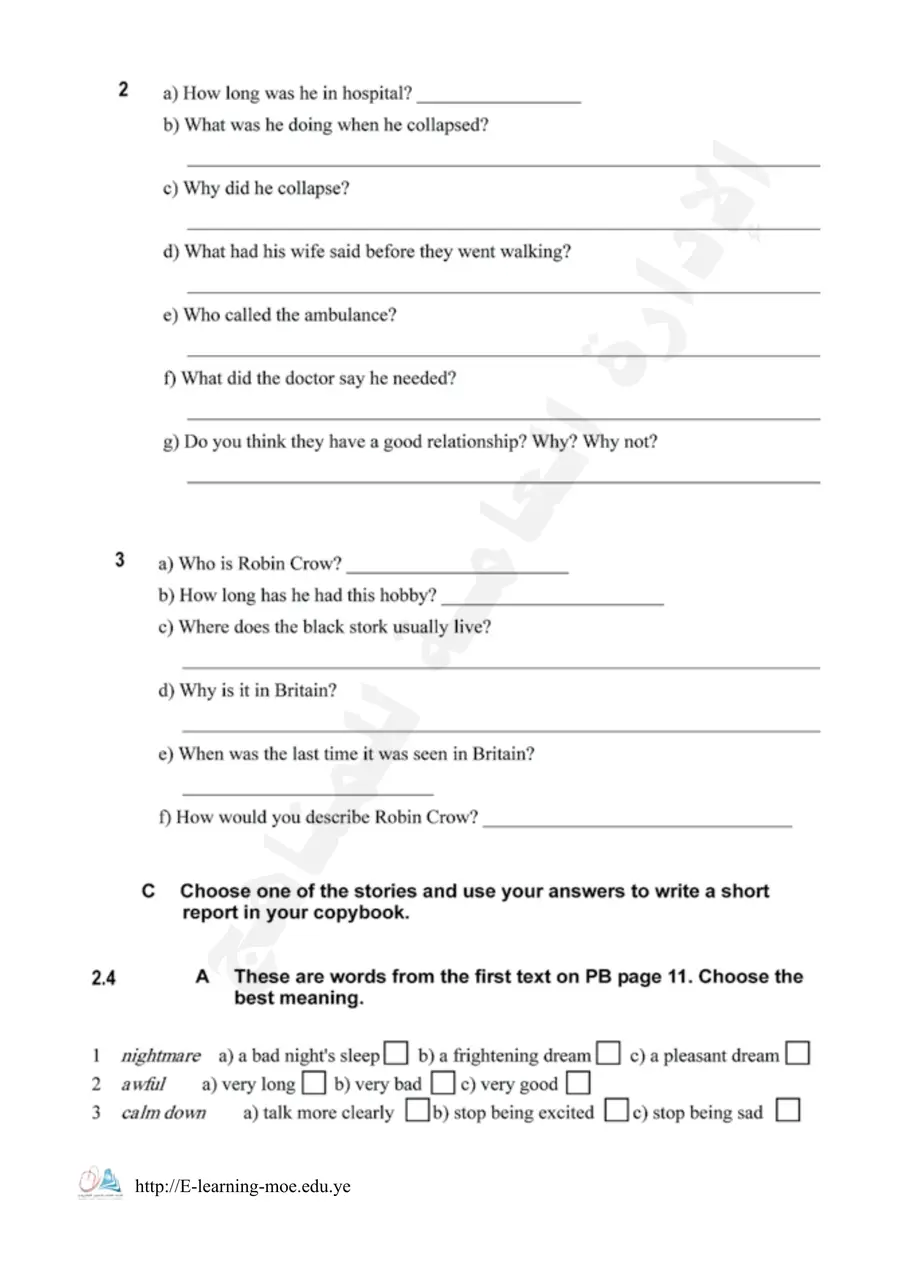 2 a) How long was he in hospital?
b) What was he doing when he collapsed?
c) Why did he collapse?
d) What had his wife said before they went walking?
e) Who called the ambulance?
f) What did the doctor say he needed?
g) Do you think they have a good relationship? Why? Why not?
3 a) Who is Robin Crow?
b) How long has he had this hobby?
c) Where does the black stork usually live?
d) Why is it in Britain?
e) When was the last time it was seen in Britain?
f) How would you describe Robin Crow?
C Choose one of the stories and use your answers to write a short
report in your copybook.
2.4 A These are words from the first text on PB page 11. Choose the
best meaning.
1 nightmare a) a bad night's sleep b) a frightening dream c) a pleasant dream
2 awful a) very long b) very bad c) very good
3 calm down a) talk more clearly b) stop being excited c) stop being sad
http://E-learning-moe.edu.ye
الإدارة العامة للمناهج